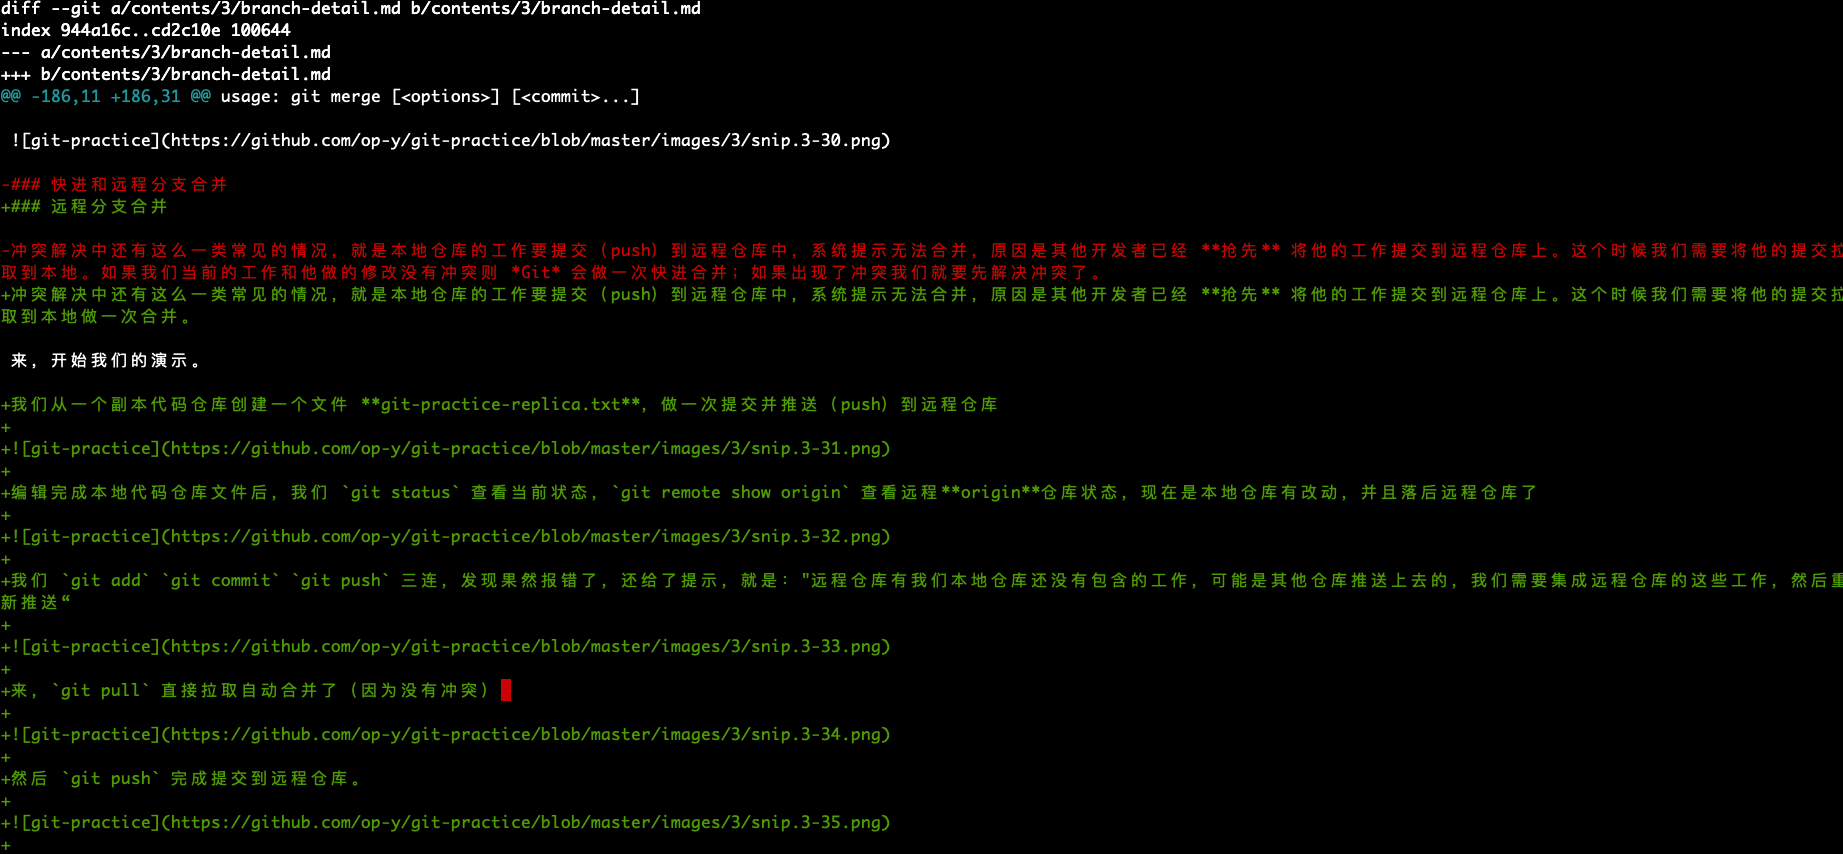 diff --git a/contents/3/branch-detail.md b/contents/3/branch-detail.md
index 944a16c..cd2c10e 100644
--- a/contents/3/branch-detail.md
+++ b/contents/3/branch-detail.md
@@ -186,11 +186,31 @@ usage: git merge [<options>] [<commit>...]
![git-practice](https://github.com/op-y/git-practice/blob/master/images/3/snip.3-30.png)
-### 快进和远程分支合并
+### 远程分支合并
-冲突解决中还有这么一类常见的情况，就是本地仓库的工作要提交（push）到远程仓库中，系统提示无法合并，原因是其他开发者已经 **抢先** 将他的工作提交到远程仓库上。这个时候我们需要将他的提交拉
取到本地。如果我们当前的工作和他做的修改没有冲突则 *Git* 会做一次快进合并；如果出现了冲突我们就要先解决冲突了。
+冲突解决中还有这么一类常见的情况，就是本地仓库的工作要提交（push）到远程仓库中，系统提示无法合并，原因是其他开发者已经 **抢先** 将他的工作提交到远程仓库上。这个时候我们需要将他的提交拉
取到本地做一次合并。
来，开始我们的演示。
+我们从一个副本代码仓库创建一个文件 **git-practice-replica.txt**，做一次提交并推送（push）到远程仓库
+
+![git-practice](https://github.com/op-y/git-practice/blob/master/images/3/snip.3-31.png)
+
+编辑完成本地代码仓库文件后，我们 `git status` 查看当前状态，`git remote show origin` 查看远程**origin**仓库状态，现在是本地仓库有改动，并且落后远程仓库了
+
+![git-practice](https://github.com/op-y/git-practice/blob/master/images/3/snip.3-32.png)
+
+我们 `git add` `git commit` `git push` 三连，发现果然报错了，还给了提示，就是："远程仓库有我们本地仓库还没有包含的工作，可能是其他仓库推送上去的，我们需要集成远程仓库的这些工作，然后重
新推送“
+
+![git-practice](https://github.com/op-y/git-practice/blob/master/images/3/snip.3-33.png)
+
+来，`git pull` 直接拉取自动合并了（因为没有冲突）
+
+![git-practice](https://github.com/op-y/git-practice/blob/master/images/3/snip.3-34.png)
+
+然后 `git push` 完成提交到远程仓库。
+
+![git-practice](https://github.com/op-y/git-practice/blob/master/images/3/snip.3-35.png)
+